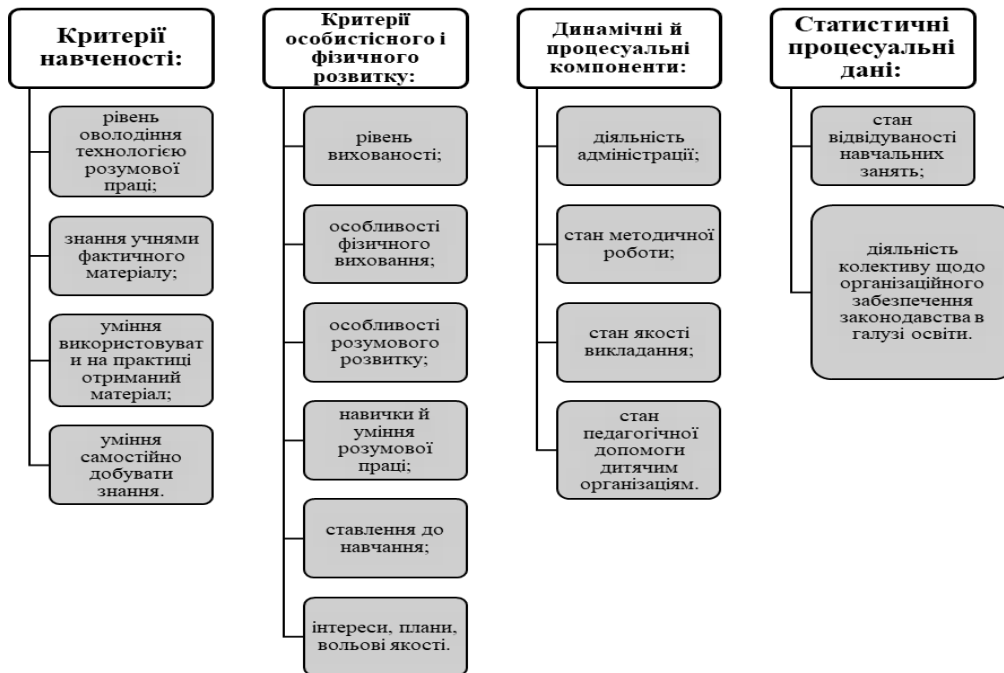 Критерії
навченості:
рівень
оволодіння
технологією
розумової
праці;
знання учнями
фактичного
матеріалу;
уміння
використовуват
и на практиці
отриманий
матеріал;
уміння
самостійно
добувати
знання.
Критерії
особистісного і
фізичного
розвитку:
рівень
вихованості;
особливості
фізичного
виховання;
особливості
розумового
розвитку;
навички й
уміння
розумової
праці;
ставлення до
навчання;
інтереси, плани,
вольові якості.
Динамічні й
процесуальні
компоненти:
діяльність
адміністрації;
стан методичної
роботи;
стан якості
викладання;
стан
педагогічної
допомоги
дитячим
організаціям.
Статистичні
процесуальні
дані:
стан
відвідуваності
навчальних
занять;
діяльність
колективу щодо
організаційного
забезпечення
законодавства в
галузі освіти.